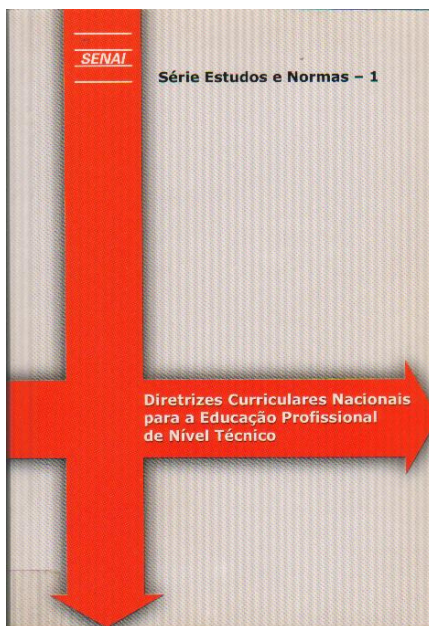 SENAI
Série Estudos e Normas – 1
Diretrizes Curriculares Nacionais
para a Educação Profissional
de Nível Técnico